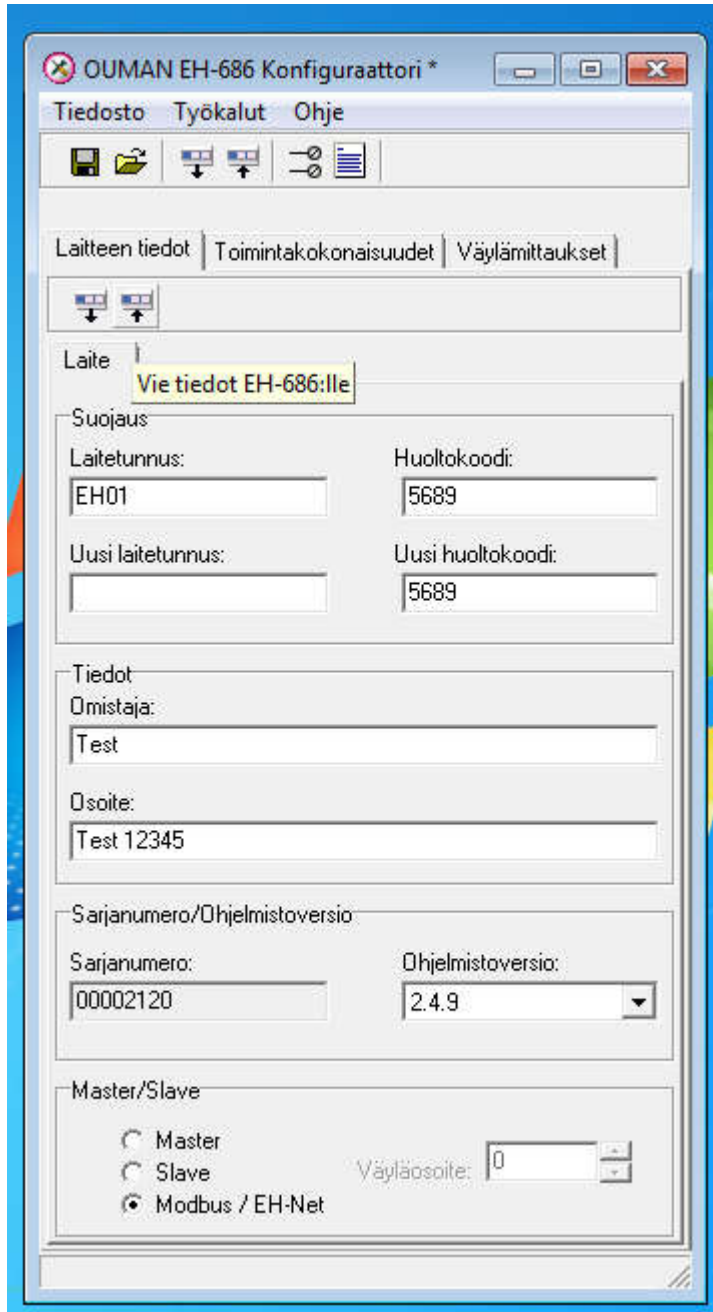 OUMAN EH-686 Konfiguraattori *
Tiedosto Työkalut Ohje
Laitteen tiedot Toimintakokonaisuudet Väylämittaukset
Laite
Vie tiedot EH-686:lle
Suojaus
Laitetunnus: Huoltokoodi:
EH01 5689
Uusi laitetunnus: Uusi huoltokoodi:
5689
Tiedot
Omistaja:
Test
Osoite:
Test 12345
Sarjanumero/Ohjelmistoversio
Sarjanumero: Ohjelmistoversio:
00002120 2.4.9
Master/Slave
Master
Slave Väyläosoite: 0
Modbus / EH-Net